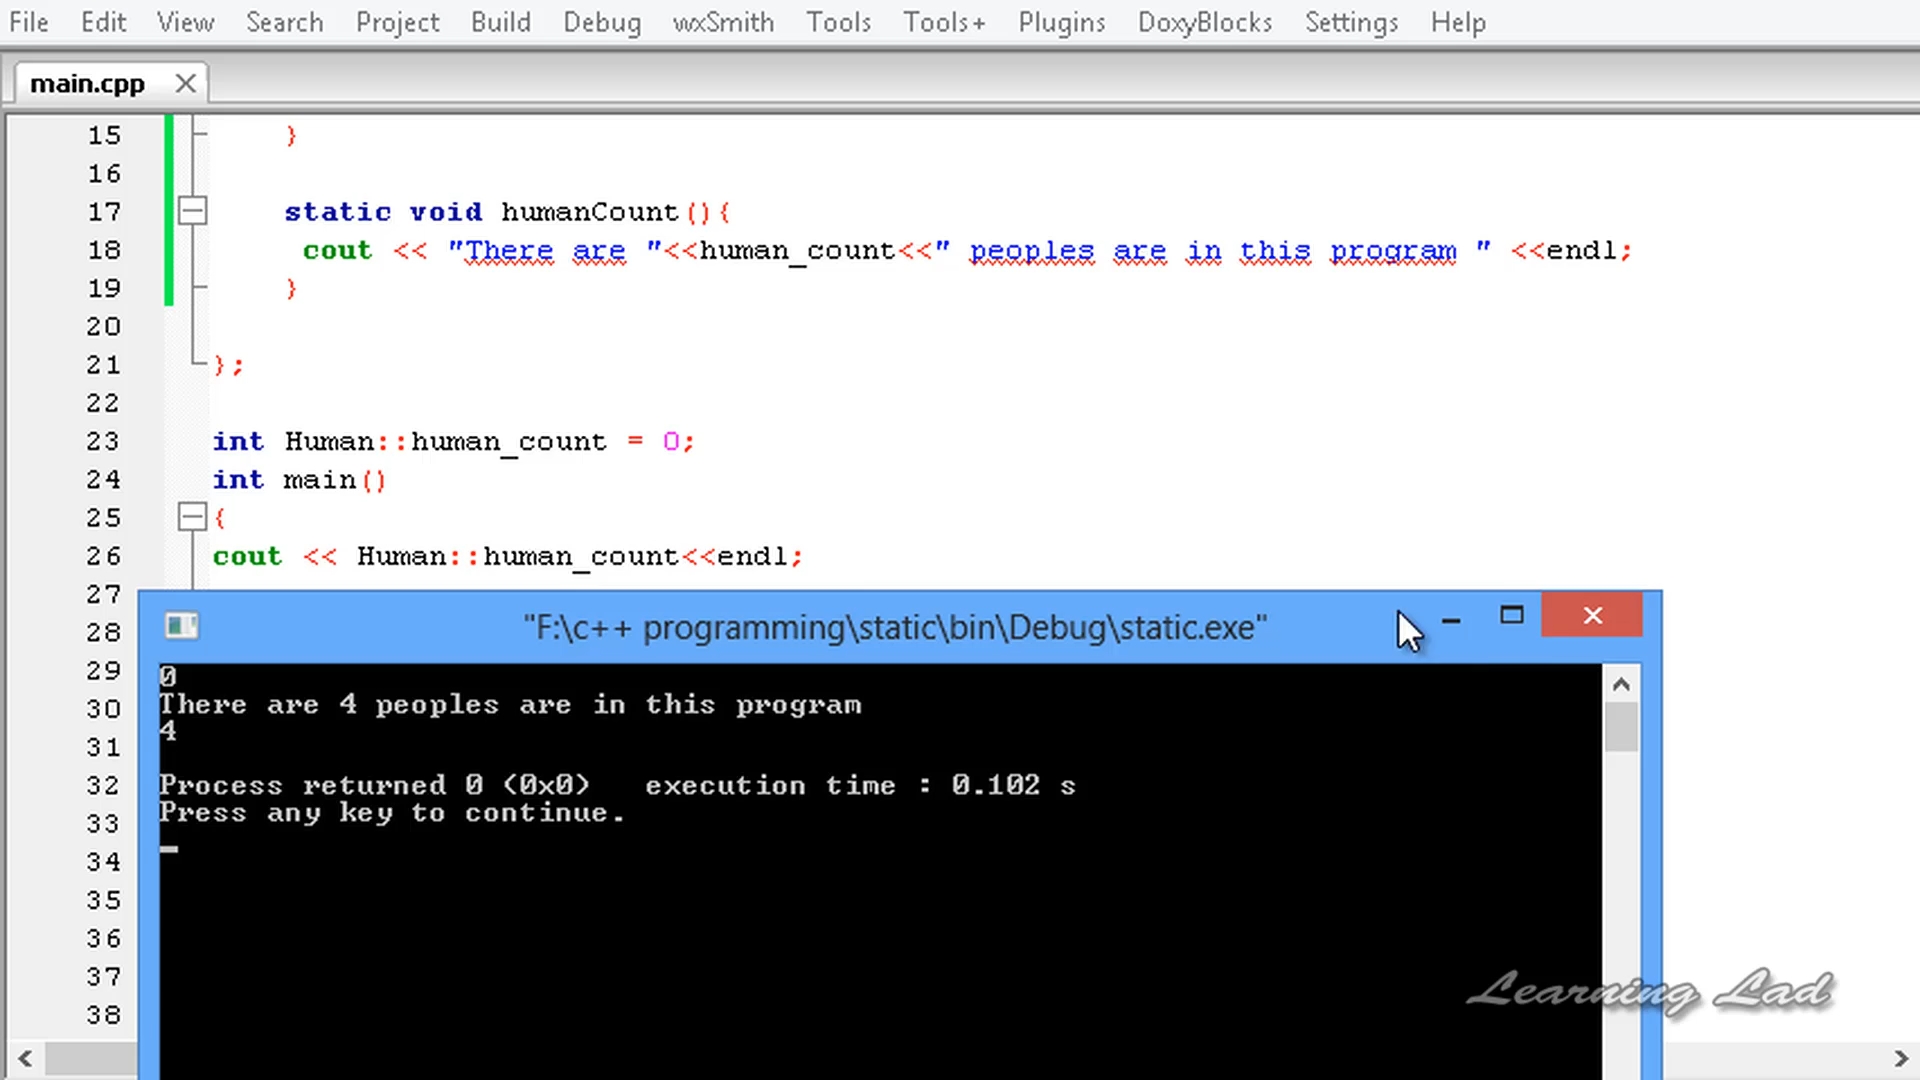 File Edit View Search Project Build Debug wxSmith Tools Tools+ Plugins DoxyBlocks Settings Help
main.cpp
15 }
16
17 static void humanCount(){
18 cout << "There are "<<human_count<<" peoples are in this program " <<endl;
19 }
20
21 };
22
23 int Human::human_count = 0;
24 int main()
25 {
26 cout << Human::human_count<<endl;
27
28
29
30
31
32
33
34
35
36
37
38
"F:\c++ programming\static\bin\Debug\static.exe"
0
There are 4 peoples are in this program
4
Process returned 0 (0x0) execution time : 0.102 s
Press any key to continue.
Learning Lad